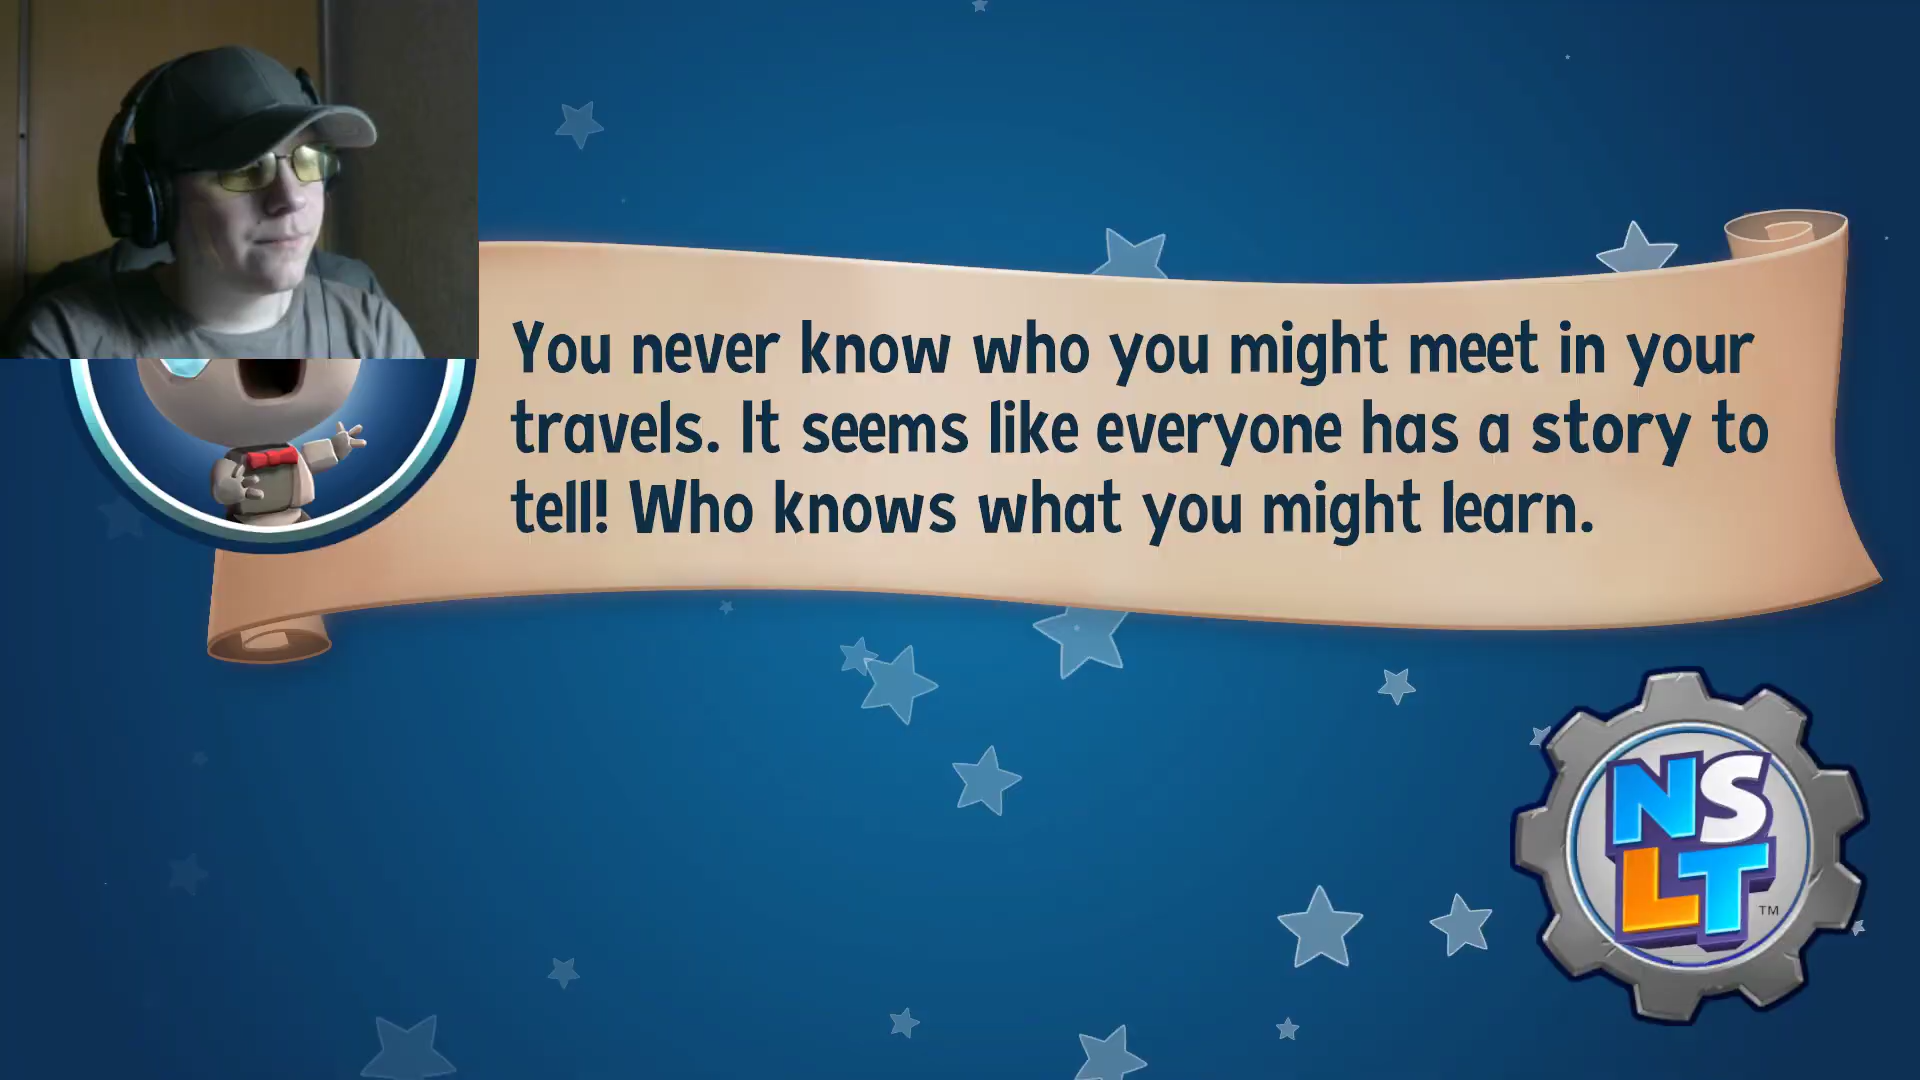 You never know who you might meet in your
travels. It seems like everyone has a story to
tell! Who knows what you might learn.
NS
LT
TM